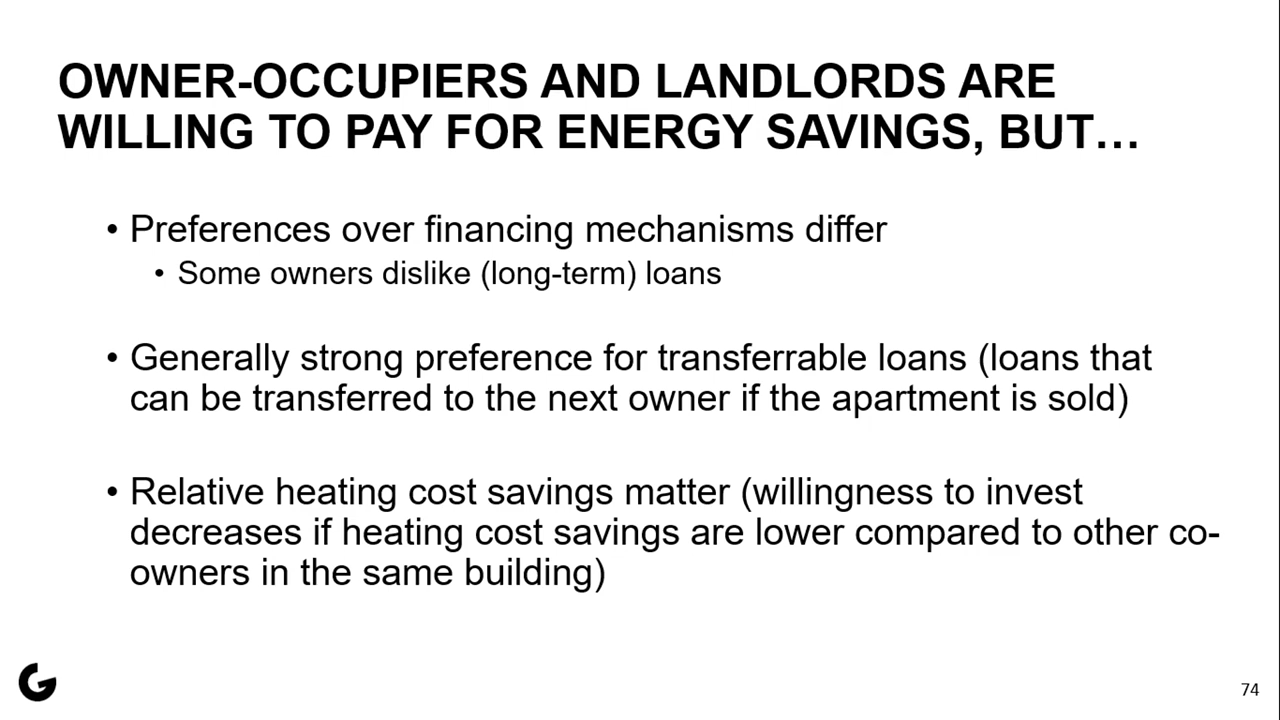 OWNER-OCCUPIERS AND LANDLORDS ARE
WILLING TO PAY FOR ENERGY SAVINGS, BUT…
• Preferences over financing mechanisms differ
• Some owners dislike (long-term) loans
• Generally strong preference for transferrable loans (loans that
can be transferred to the next owner if the apartment is sold)
• Relative heating cost savings matter (willingness to invest
decreases if heating cost savings are lower compared to other co-
owners in the same building)
G
74